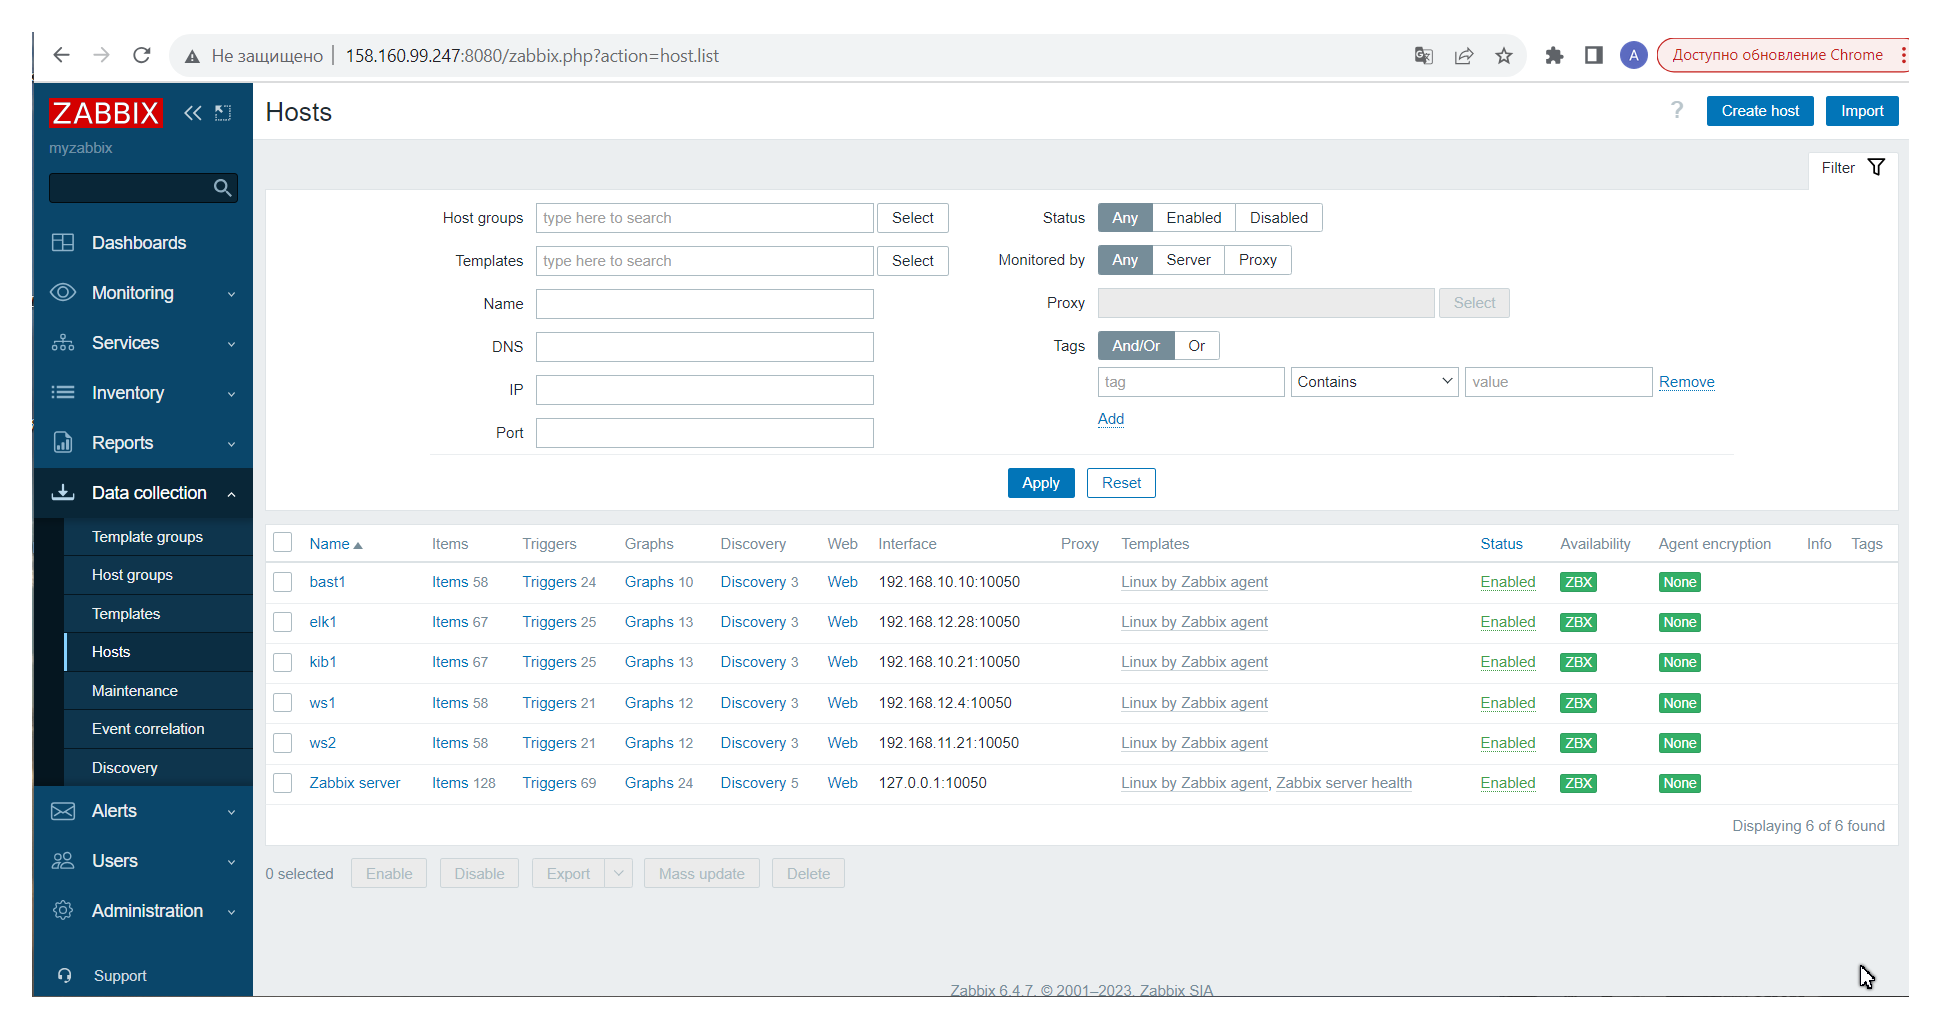 Не защищено 158.160.99.247:8080/zabbix.php?action=host.list A Доступно обновление Chrome
ZABBIX
myzabbix
Dashboards
Monitoring
Services
Inventory
Reports
Data collection
Template groups
Host groups
Templates
Hosts
Maintenance
Event correlation
Discovery
Alerts
Users
Administration
Support
Hosts ? Create host Import
Filter
Host groups type here to search Select
Templates type here to search Select
Name
DNS
IP
Port
Status Any Enabled Disabled
Monitored by Any Server Proxy
Proxy Select
Tags And/Or Or
tag Contains value Remove
Add
Apply Reset
Name Items Triggers Graphs Discovery Web Interface Proxy Templates Status Availability Agent encryption Info Tags
bast1 Items 58 Triggers 24 Graphs 10 Discovery 3 Web 192.168.10.10:10050 Linux by Zabbix agent Enabled ZBX None
elk1 Items 67 Triggers 25 Graphs 13 Discovery 3 Web 192.168.12.28:10050 Linux by Zabbix agent Enabled ZBX None
kib1 Items 67 Triggers 25 Graphs 13 Discovery 3 Web 192.168.10.21:10050 Linux by Zabbix agent Enabled ZBX None
ws1 Items 58 Triggers 21 Graphs 12 Discovery 3 Web 192.168.12.4:10050 Linux by Zabbix agent Enabled ZBX None
ws2 Items 58 Triggers 21 Graphs 12 Discovery 3 Web 192.168.11.21:10050 Linux by Zabbix agent Enabled ZBX None
Zabbix server Items 128 Triggers 69 Graphs 24 Discovery 5 Web 127.0.0.1:10050 Linux by Zabbix agent, Zabbix server health Enabled ZBX None
Displaying 6 of 6 found
0 selected Enable Disable Export Mass update Delete
Zabbix 6.4.7. © 2001–2023, Zabbix SIA